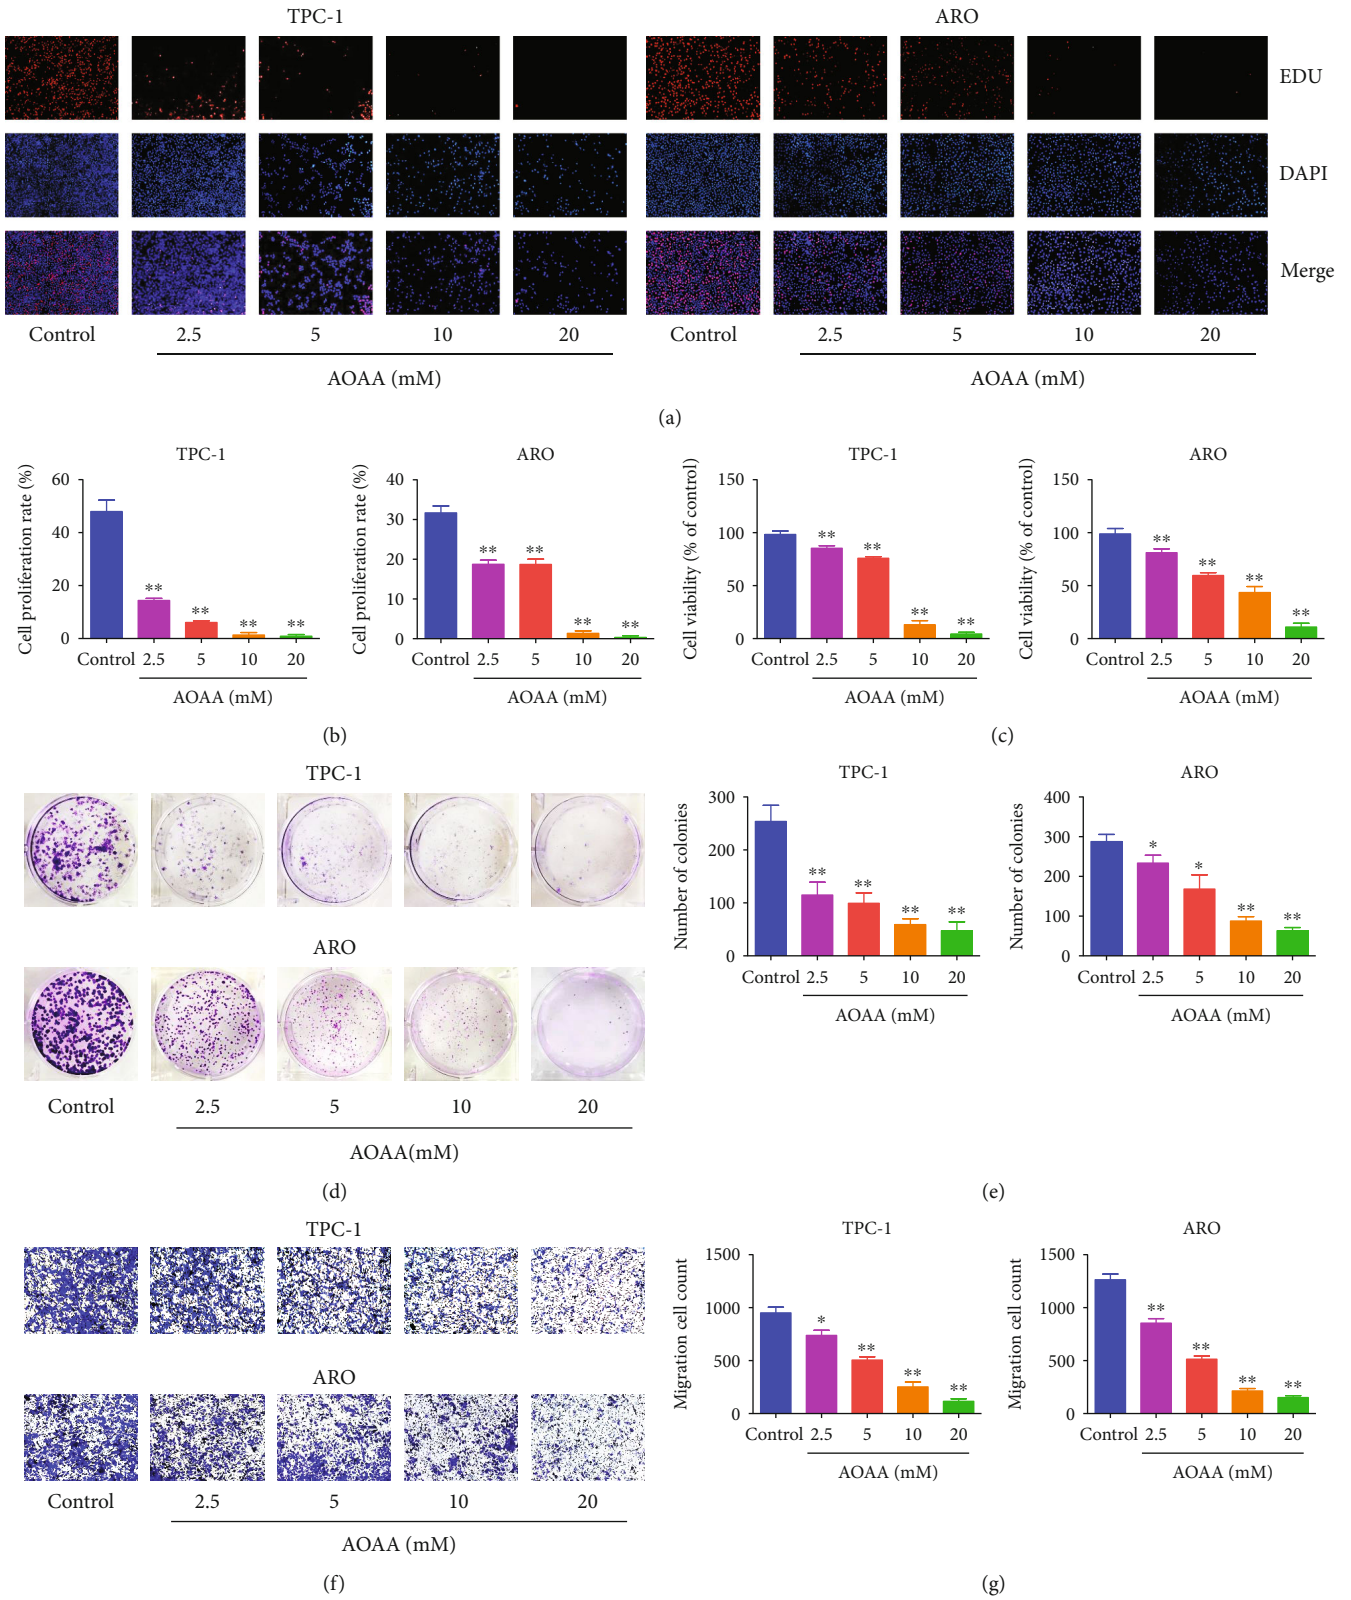 TPC-1 ARO
EDU
DAPI
Merge
Control 2.5 5 10 20 Control 2.5 5 10 20
AOAA (mM) AOAA (mM)
(a)
TPC-1
Cell proliferation rate (%)
60
40
20
0
** ** ** **
Control 2.5 5 10 20
AOAA (mM)
ARO
Cell proliferation rate (%)
40
30
20
10
0
** ** ** **
Control 2.5 5 10 20
AOAA (mM)
(b)
TPC-1
Cell viability (% of control)
150
100
50
0
** ** ** **
Control 2.5 5 10 20
AOAA (mM)
ARO
Cell viability (% of control)
150
100
50
0
** ** ** **
Control 2.5 5 10 20
AOAA (mM)
(c)
TPC-1
ARO
Control 2.5 5 10 20
AOAA(mM)
(d)
TPC-1
Number of colonies
300
200
100
0
** ** ** **
Control 2.5 5 10 20
AOAA (mM)
ARO
Number of colonies
400
300
200
100
0
* * ** **
Control 2.5 5 10 20
AOAA (mM)
(e)
TPC-1
ARO
Control 2.5 5 10 20
AOAA (mM)
(f)
TPC-1
Migration cell count
1500
1000
500
0
* ** ** **
Control 2.5 5 10 20
AOAA (mM)
ARO
Migration cell count
1500
1000
500
0
** ** ** **
Control 2.5 5 10 20
AOAA (mM)
(g)